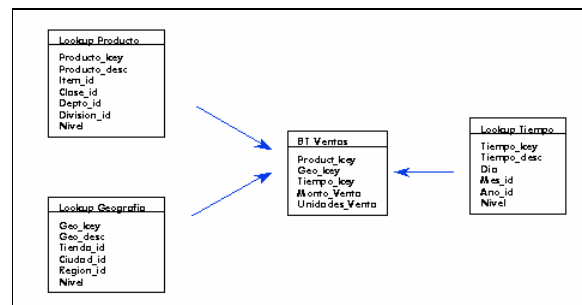 Lookup Producto
Producto_key
Producto_desc
Item_id
Clase_id
Depto_id
Division_id
Nivel
BT Ventas
Product_key
Geo_key
Tiempo_key
Monto_Venta
Unidades_Venta
Lookup Tiempo
Tiempo_key
Tiempo_desc
Dia
Mes_id
Ano_id
Nivel
Lookup Geografia
Geo_key
Geo_desc
Tienda_id
Ciudad_id
Region_id
Nivel